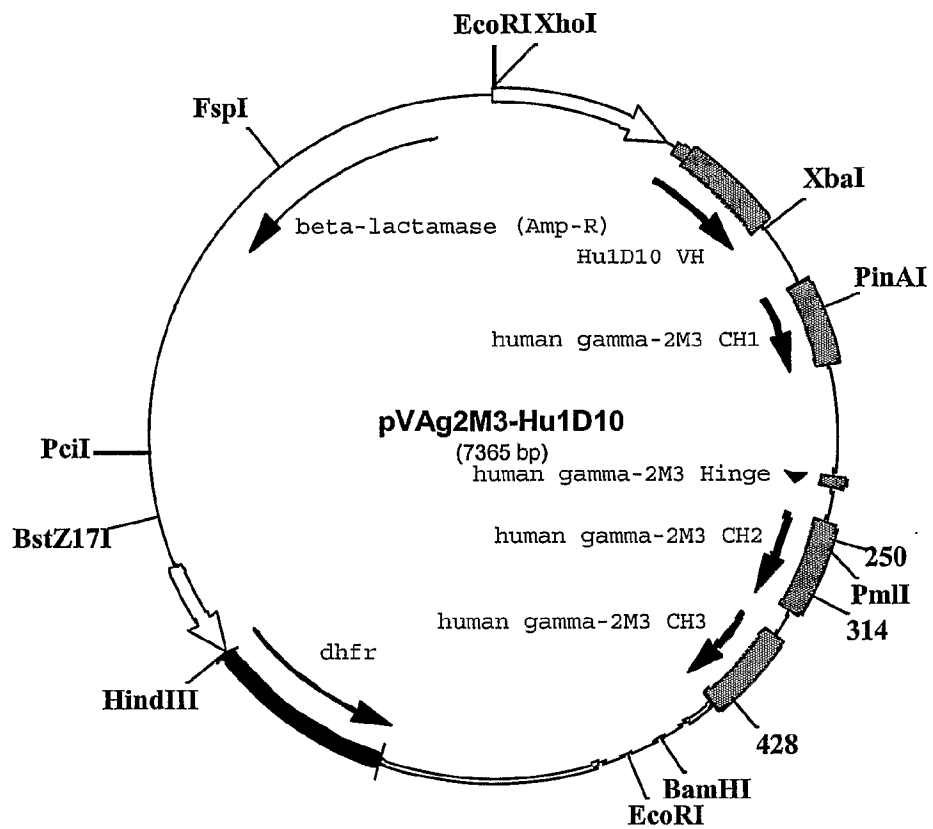 EcoRI XhoI
FspI
XbaI
beta-lactamase (Amp-R)
Hu1D10 VH
PinAI
human gamma-2M3 CH1
pVAg2M3-Hu1D10
(7365 bp)
PciI
human gamma-2M3 Hinge
BstZ17I
human gamma-2M3 CH2
250
PmlI
314
human gamma-2M3 CH3
dhfr
HindIII
428
BamHI
EcoRI